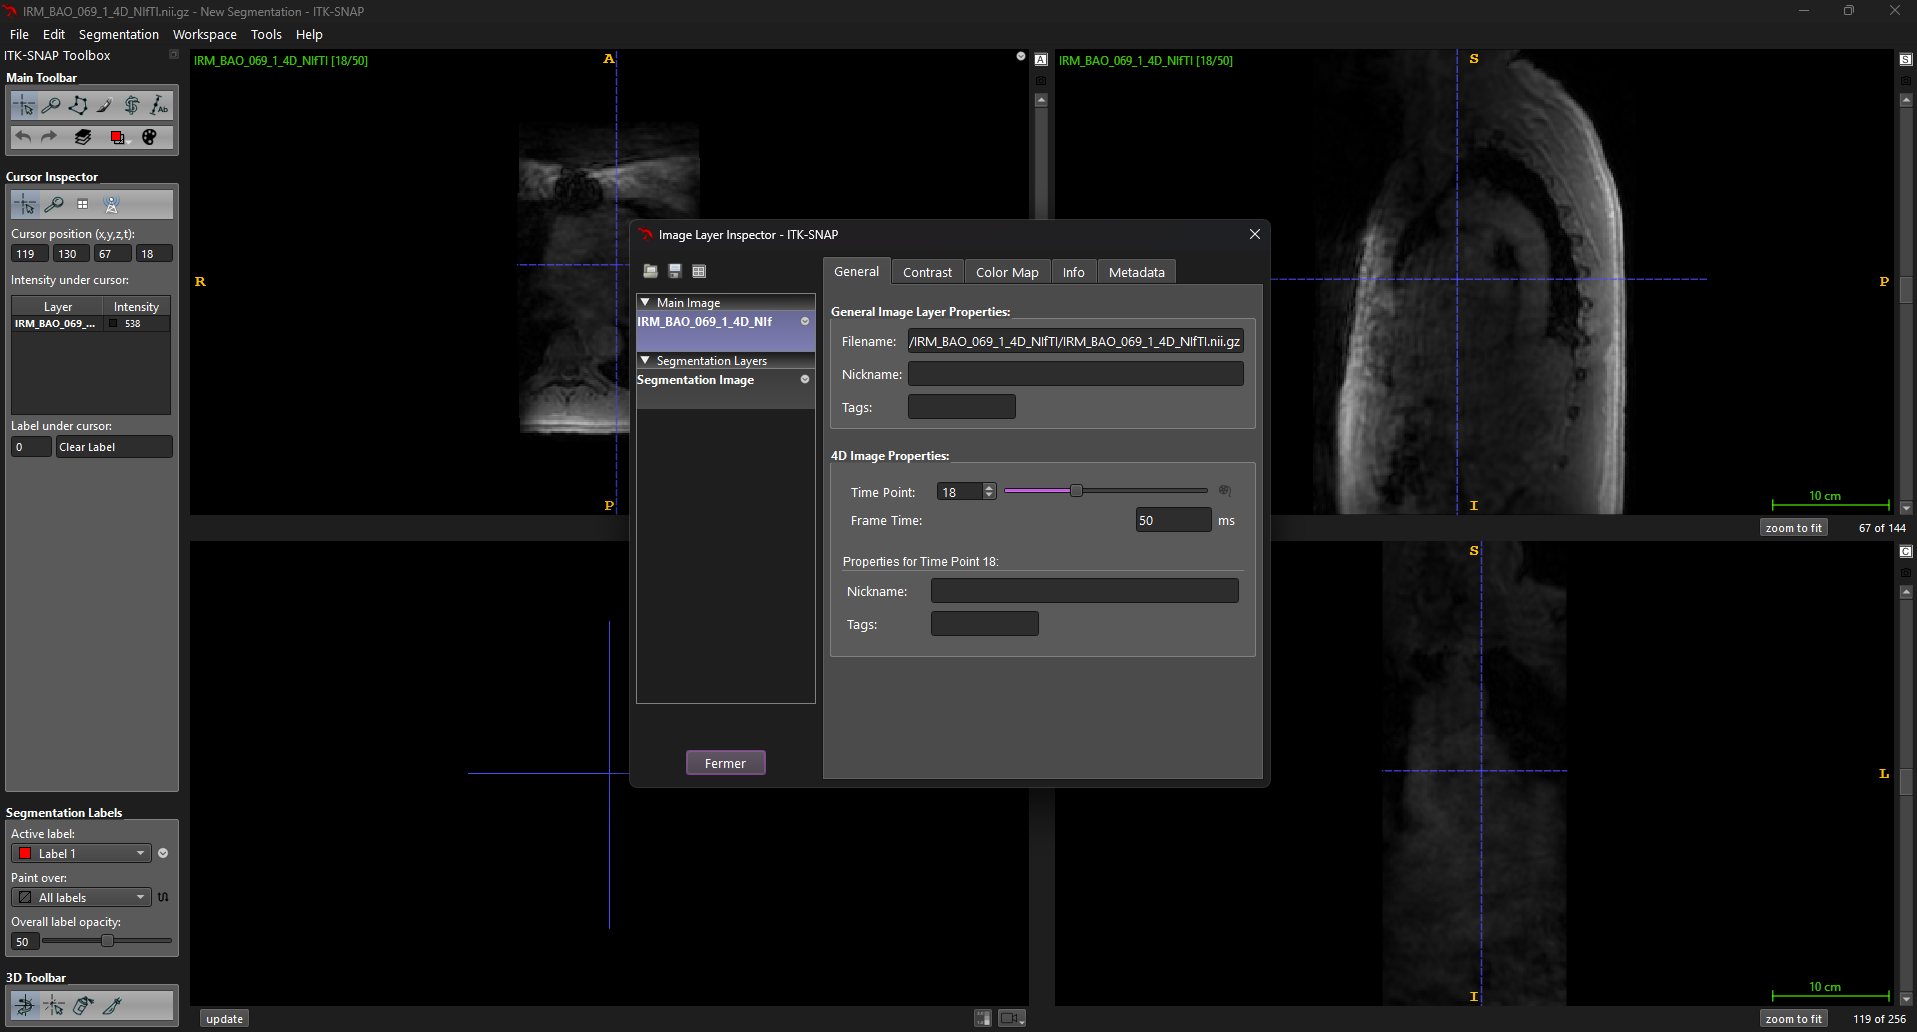 IRM_BAO_069_1_4D_NIfTI.nii.gz - New Segmentation - ITK-SNAP
File Edit Segmentation Workspace Tools Help
ITK-SNAP Toolbox
Main Toolbar
Ab
Cursor Inspector
Cursor position (x,y,z,t):
119 130 67 18
Intensity under cursor:
Layer Intensity
IRM_BAO_069_... 538
Label under cursor:
0 Clear Label
Segmentation Labels
Active label:
Label 1
Paint over:
All labels
Overall label opacity:
50
3D Toolbar
IRM_BAO_069_1_4D_NIfTI [18/50]
A
A
R
P
IRM_BAO_069_1_4D_NIfTI [18/50]
S
S
P
I
10 cm
zoom to fit 67 of 144
Image Layer Inspector - ITK-SNAP
Main Image
IRM_BAO_069_1_4D_NIf
Segmentation Layers
Segmentation Image
Fermer
General Contrast Color Map Info Metadata
General Image Layer Properties:
Filename: /IRM_BAO_069_1_4D_NIfTI/IRM_BAO_069_1_4D_NIfTI.nii.gz
Nickname:
Tags:
4D Image Properties:
Time Point: 18
Frame Time: 50 ms
Properties for Time Point 18:
Nickname:
Tags:
update
S
C
L
I
10 cm
zoom to fit 119 of 256